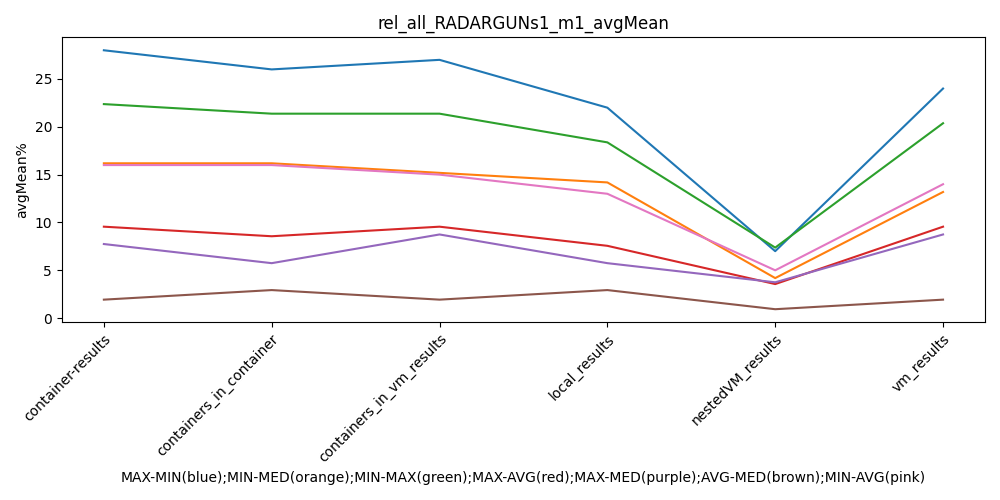 rel_all_RADARGUNs1_m1_avgMean
avgMean%
25
20
15
10
5
0
container-results
containers_in_container
containers_in_vm_results
local_results
nestedVM_results
vm_results
MAX-MIN(blue);MIN-MED(orange);MIN-MAX(green);MAX-AVG(red);MAX-MED(purple);AVG-MED(brown);MIN-AVG(pink)